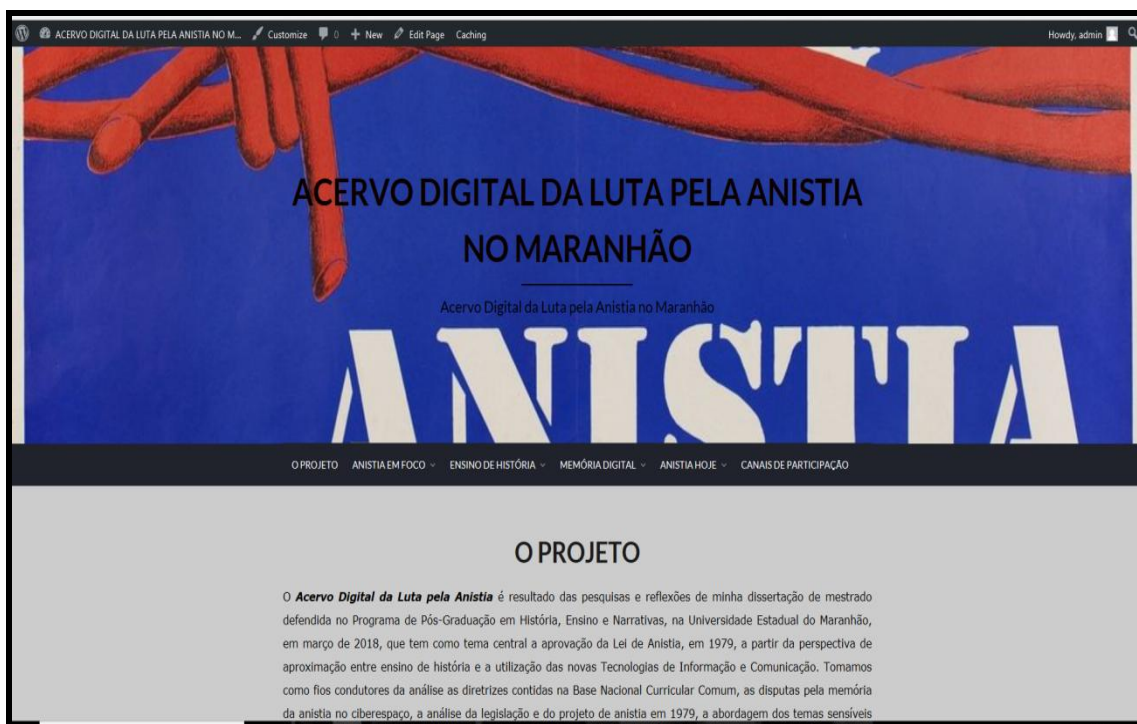 ACERVO DIGITAL DA LUTA PELA ANISTIA NO M... Customize 0 New Edit Page Caching Howdy, admin
ACERVO DIGITAL DA LUTA PELA ANISTIA
NO MARANHÃO
Acervo Digital da Luta pela Anistia no Maranhão
ANISTIA
O PROJETO ANISTIA EM FOCO ENSINO DE HISTÓRIA MEMÓRIA DIGITAL ANISTIA HOJE CANAIS DE PARTICIPAÇÃO
O PROJETO
O Acervo Digital da Luta pela Anistia é resultado das pesquisas e reflexões de minha dissertação de mestrado
defendida no Programa de Pós-Graduação em História, Ensino e Narrativas, na Universidade Estadual do Maranhão,
em março de 2018, que tem como tema central a aprovação da Lei de Anistia, em 1979, a partir da perspectiva de
aproximação entre ensino de história e a utilização das novas Tecnologias de Informação e Comunicação. Tomamos
como fios condutores da análise as diretrizes contidas na Base Nacional Curricular Comum, as disputas pela memória
da anistia no ciberespaço, a análise da legislação e do projeto de anistia em 1979, a abordagem dos temas sensíveis